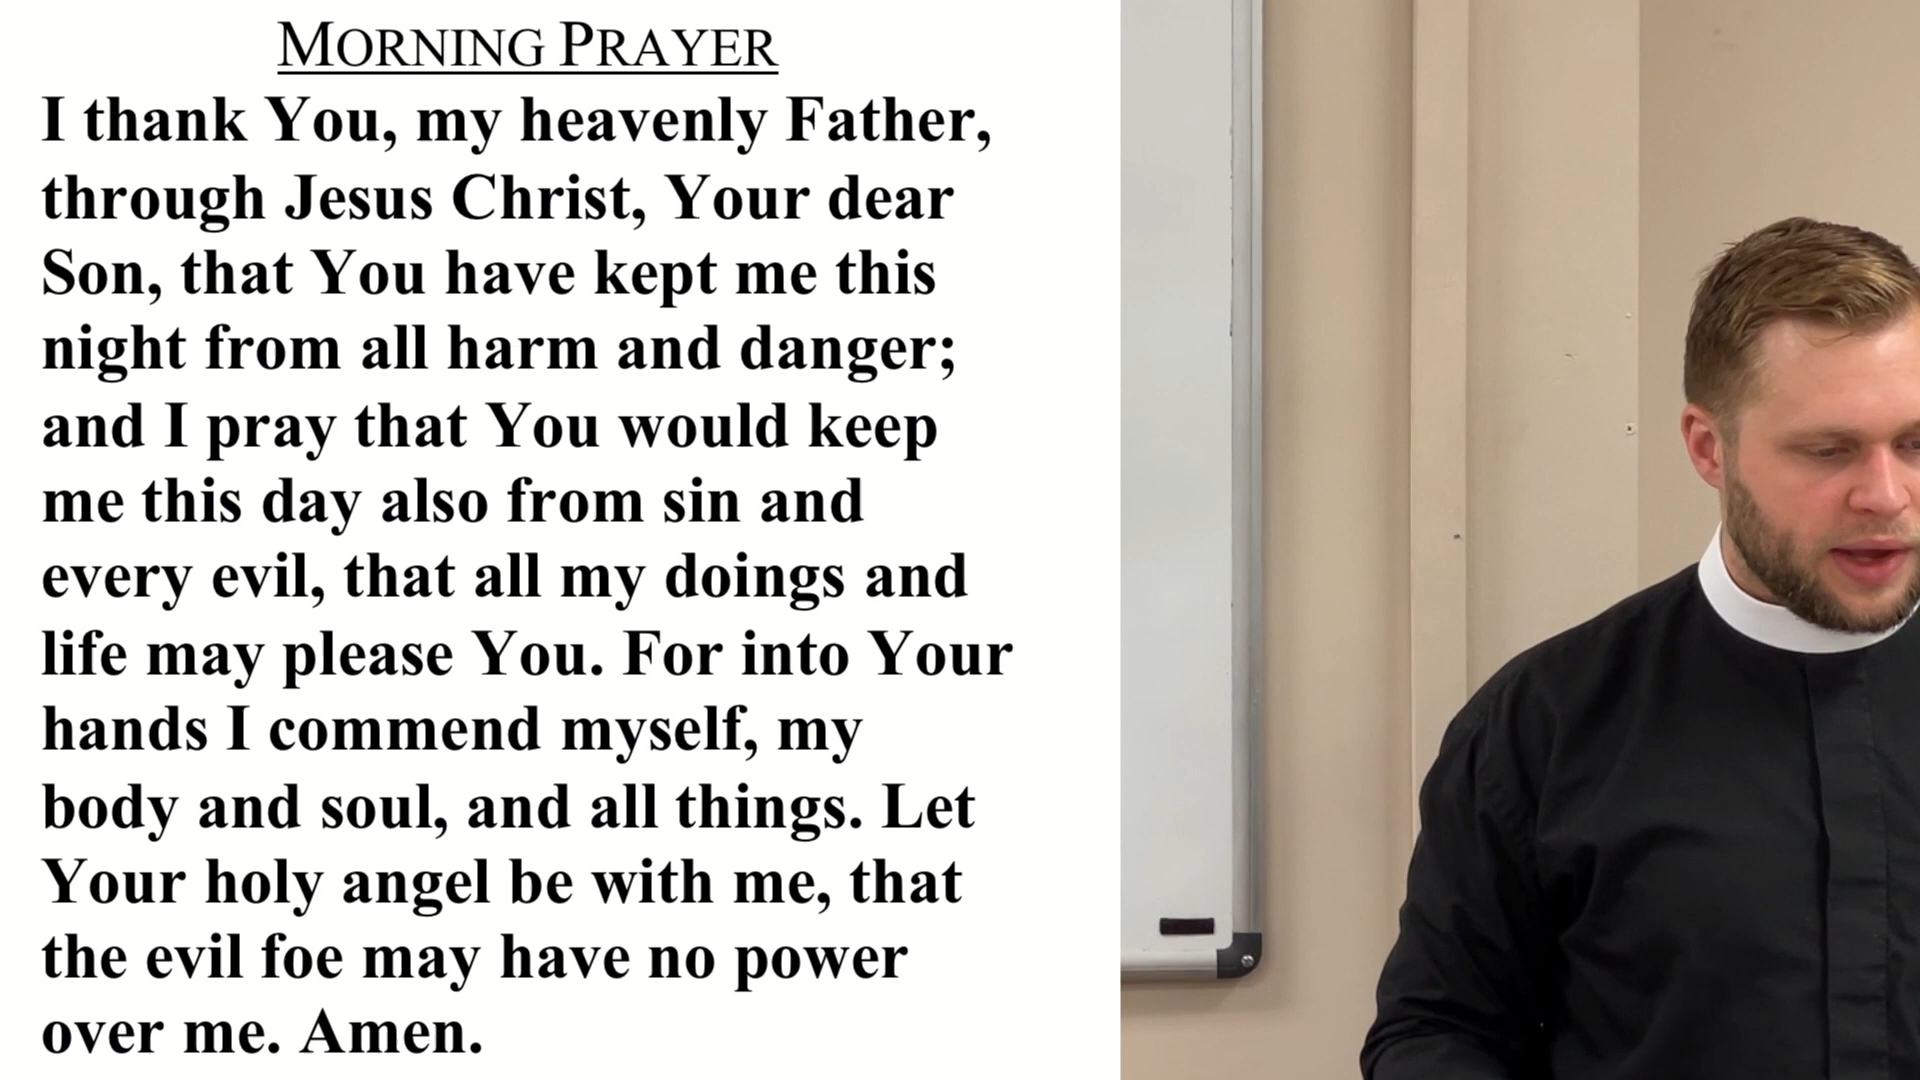 MORNING PRAYER
I thank You, my heavenly Father,
through Jesus Christ, Your dear
Son, that You have kept me this
night from all harm and danger;
and I pray that You would keep
me this day also from sin and
every evil, that all my doings and
life may please You. For into Your
hands I commend myself, my
body and soul, and all things. Let
Your holy angel be with me, that
the evil foe may have no power
over me. Amen.